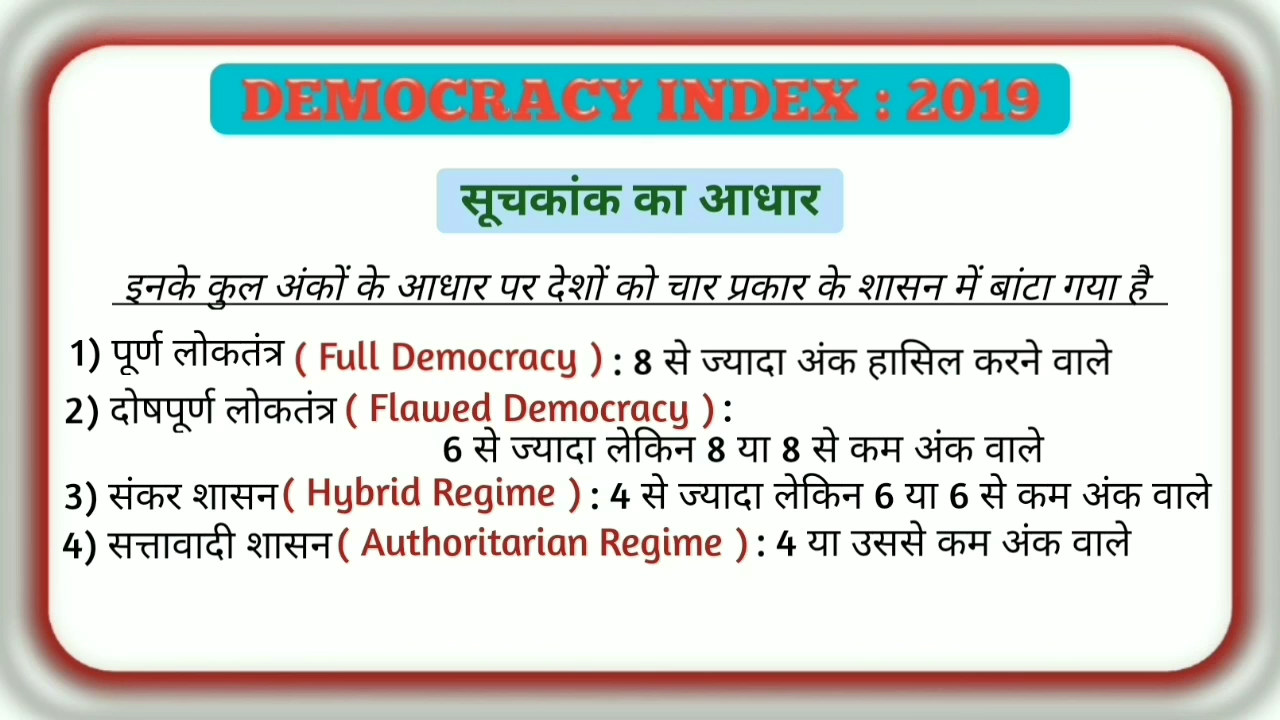 DEMOCRACY INDEX : 2019
सूचकांक का आधार
इनके कुल अंकों के आधार पर देशों को चार प्रकार के शासन में बांटा गया है
1) पूर्ण लोकतंत्र ( Full Democracy ) : 8 से ज्यादा अंक हासिल करने वाले
2) दोषपूर्ण लोकतंत्र ( Flawed Democracy ) :
6 से ज्यादा लेकिन 8 या 8 से कम अंक वाले
3) संकर शासन ( Hybrid Regime ) : 4 से ज्यादा लेकिन 6 या 6 से कम अंक वाले
4) सत्तावादी शासन ( Authoritarian Regime ) : 4 या उससे कम अंक वाले